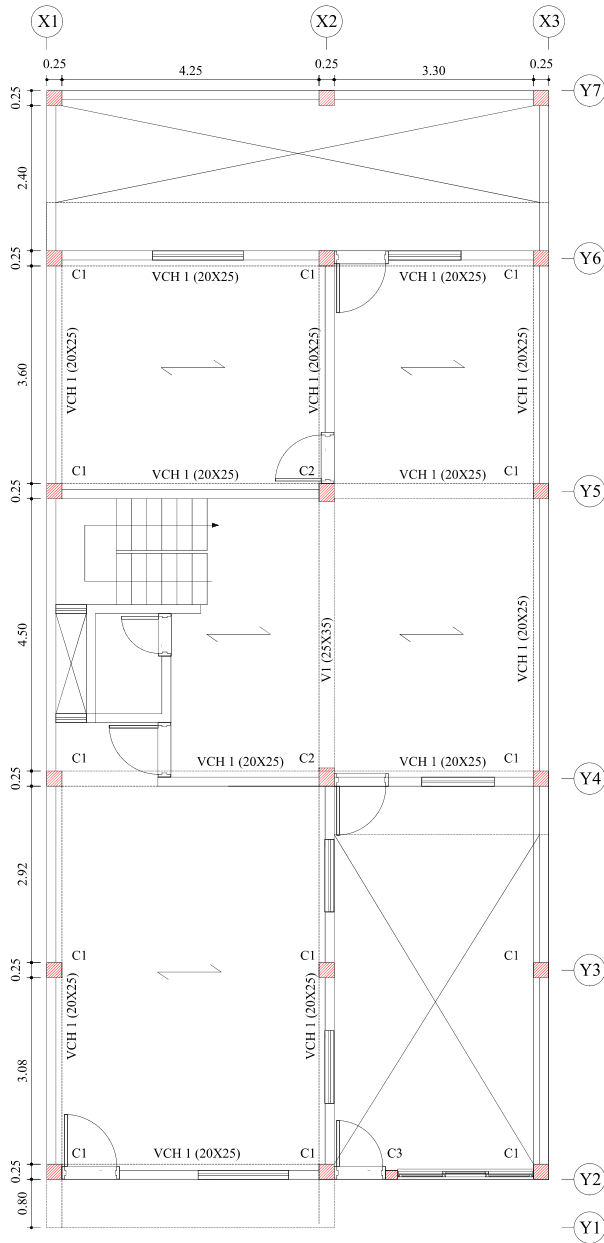 X1 X2 X3
0.25 4.25 0.25 3.30 0.25
0.25 Y7
2.40
0.25 Y6
C1 VCH 1 (20X25) C1 VCH 1 (20X25) C1
VCH 1 (20X25) VCH 1 (20X25) VCH 1 (20X25)
3.60
C1 VCH 1 (20X25) C2 VCH 1 (20X25) C1
0.25 Y5
4.50 V1 (25X35) VCH 1 (20X25)
C1 VCH 1 (20X25) C2 VCH 1 (20X25) C1
0.25 Y4
2.92
C1 C1 C1
0.25 Y3
VCH 1 (20X25) VCH 1 (20X25)
3.08
C1 VCH 1 (20X25) C1 C3 C1
0.25 Y2
0.80
Y1